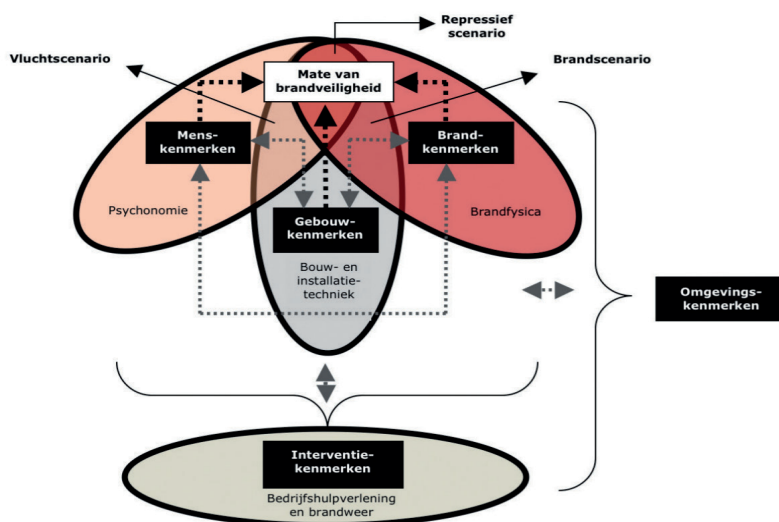 Repressief
scenario
Vluchtscenario
Brandscenario
Mate van
brandveiligheid
Mens-
kenmerken
Brand-
kenmerken
Psychonomie
Brandfysica
Gebouw-
kenmerken
Bouw- en
installatie-
techniek
Omgevings-
kenmerken
Interventie-
kenmerken
Bedrijfshulpverlening
en brandweer